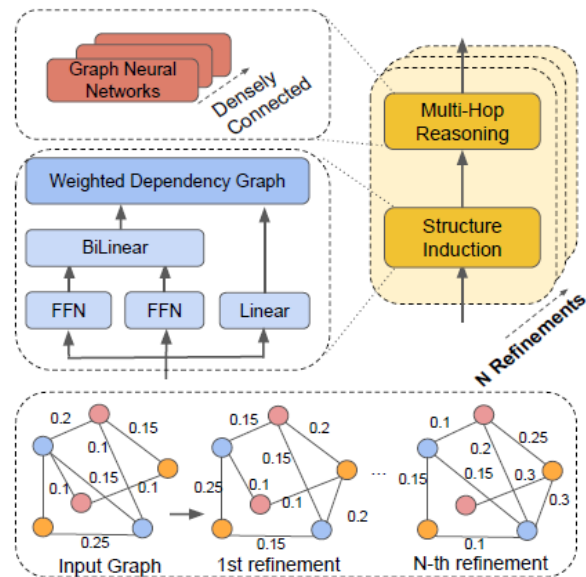 Graph Neural
Networks
Densely
Connected
Multi-Hop
Reasoning
Weighted Dependency Graph
BiLinear
FFN
FFN
Linear
Structure
Induction
N Refinements
0.2
0.15
0.1
0.15
0.1
0.1
0.25
Input Graph
0.15
0.2
0.15
0.25
0.1
0.1
0.2
0.15
1st refinement
...
0.1
0.25
0.2
0.15
0.15
0.3
0.3
0.1
N-th refinement